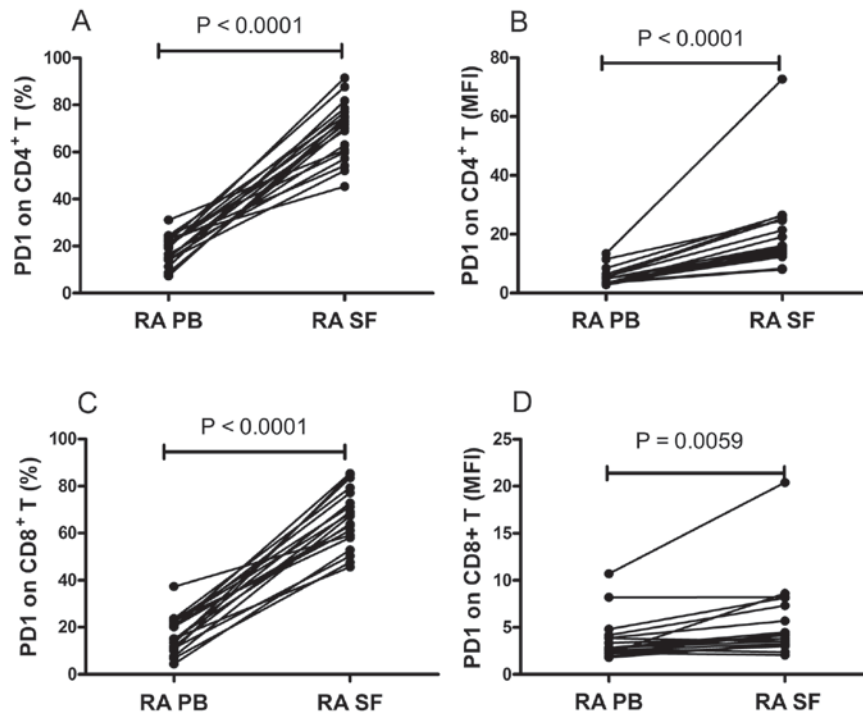 A
P < 0.0001
PD1 on CD4⁺ T (%)
100
80
60
40
20
0
RA PB
RA SF
B
P < 0.0001
PD1 on CD4⁺ T (MFI)
80
60
40
20
0
RA PB
RA SF
C
P < 0.0001
PD1 on CD8⁺ T (%)
100
80
60
40
20
0
RA PB
RA SF
D
P = 0.0059
PD1 on CD8+ T (MFI)
25
20
15
10
5
0
RA PB
RA SF